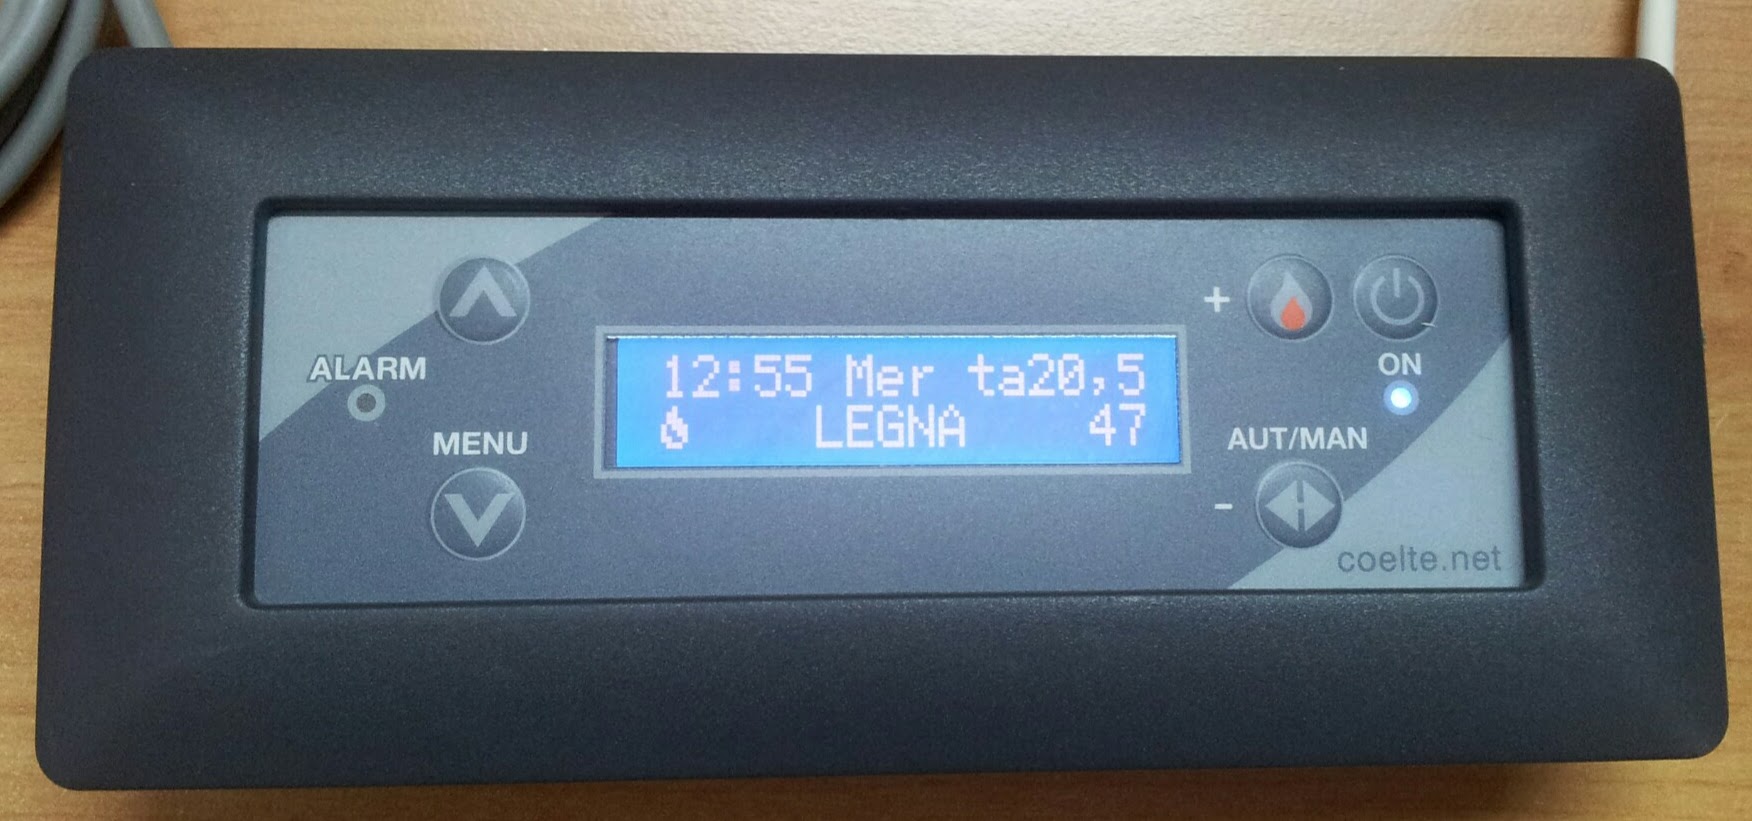 12:55 Mer ta20,5
LEGNA 47
ALARM
MENU
+
ON
AUT/MAN
-
coelte.net